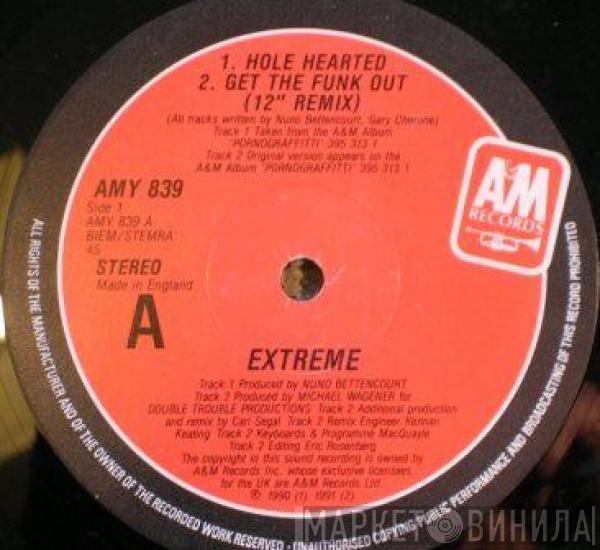 1. HOLE HEARTED
2. GET THE FUNK OUT
(12" REMIX)
(All tracks written by Nuno Bettencourt, Gary Cherone)
Track 1 Taken from the A&M Album
"PORNOGRAFFITTI" 395 313 1
Track 2 Original version appears on the
A&M Album "PORNOGRAFFITTI" 395 313 1
AMY 839
Side 1
AMY 839 A
BIEM/STEMRA
45
STEREO
Made in England
A
A&M
RECORDS
EXTREME
Track 1 Produced by NUNO BETTENCOURT
Track 2 Produced by MICHAEL WAGENER for
DOUBLE TROUBLE PRODUCTIONS Track 2 Additional production
and remix by Carl Segal Track 2 Remix Engineer Kennan
Keating Track 2 Keyboards & Programme MacQuayle
Track 2 Editing Eric Rosenberg
The copyright in this sound recording is owned by
A&M Records Inc. whose exclusive licensees
for the UK are A&M Records Ltd
℗ 1990 (1) 1991 (2)
ALL RIGHTS OF THE MANUFACTURER AND OF THE OWNER OF THE RECORDED WORK RESERVED - UNAUTHORISED COPYING PUBLIC PERFORMANCE AND BROADCASTING OF THIS RECORD PROHIBITED
МАРКЕТ ВИНИЛА